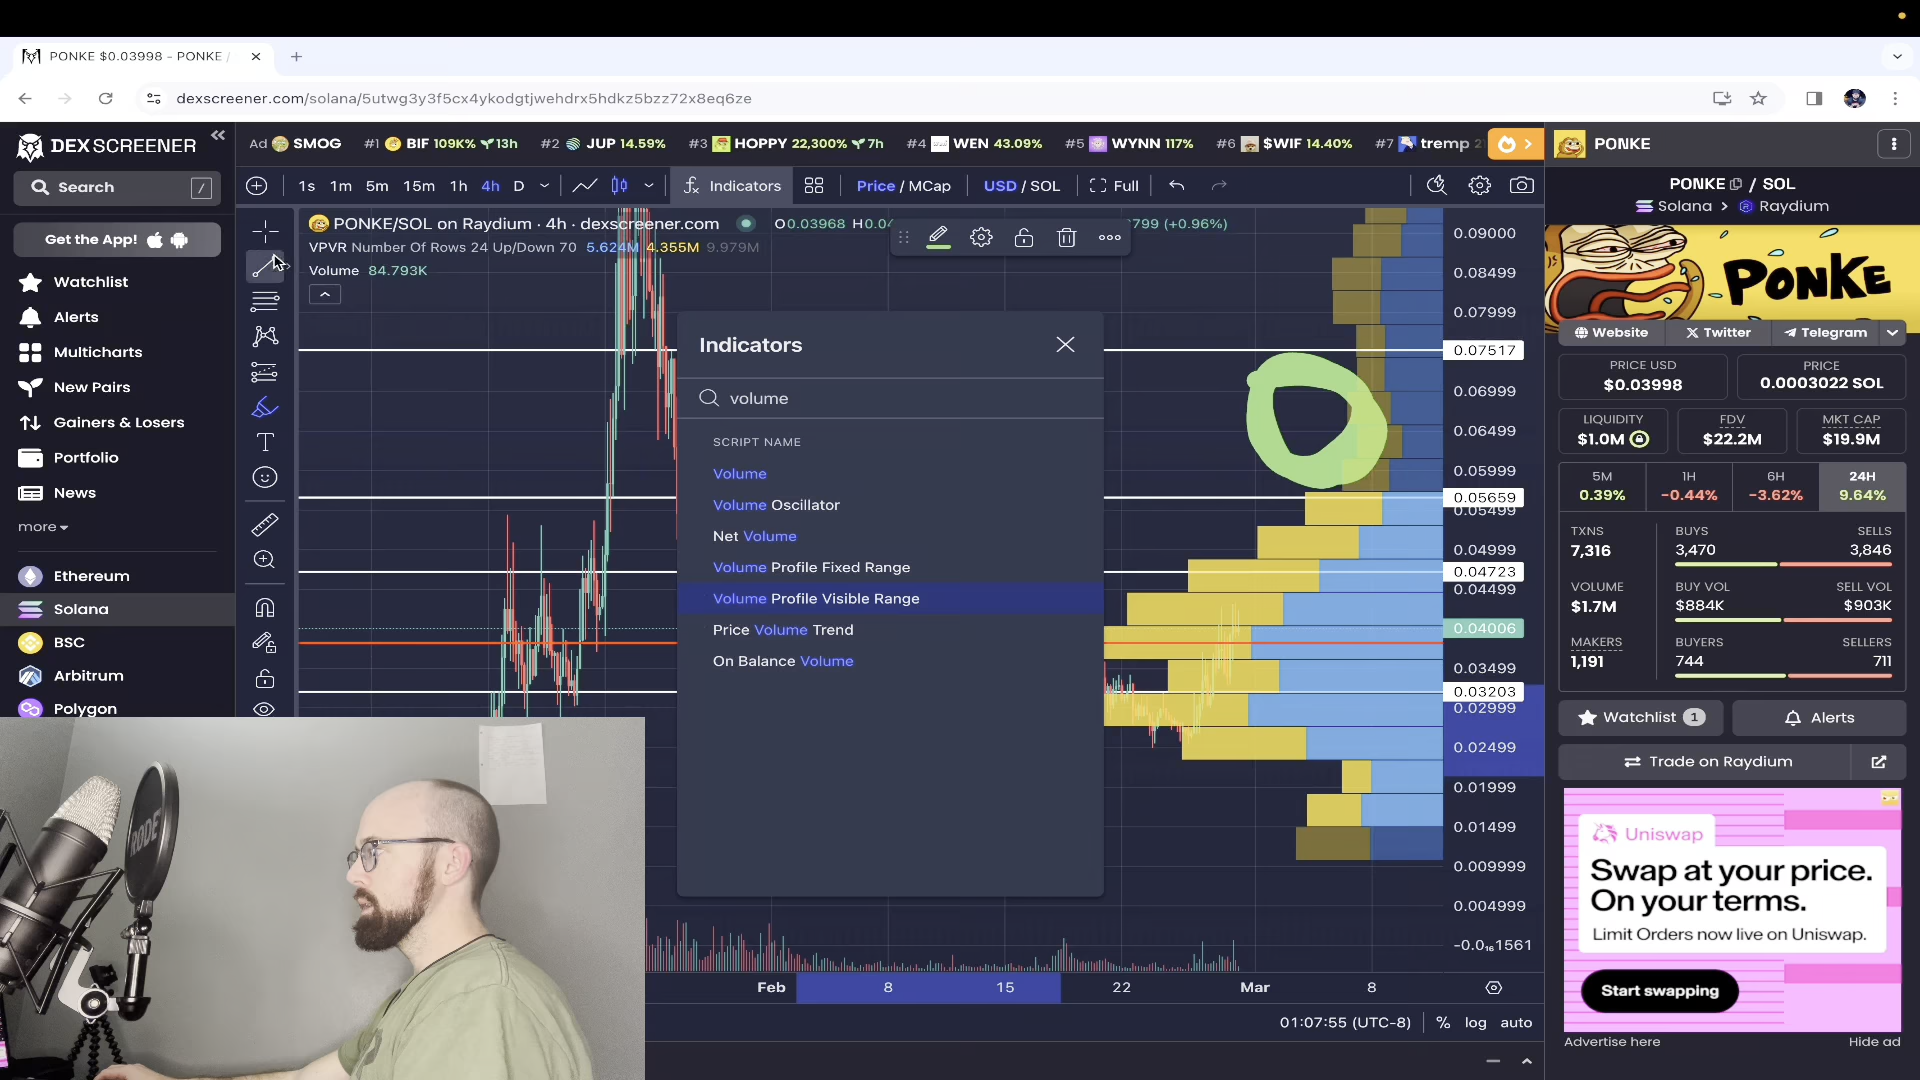 PONKE $0.03998 - PONKE /
dexscreener.com/solana/5utwg3y3f5cx4ykodgtjwehdrx5hdkz5bzz72x8eq6ze
DEX SCREENER
Search /
Get the App!
Watchlist
Alerts
Multicharts
New Pairs
Gainers & Losers
Portfolio
News
more
Ethereum
Solana
BSC
Arbitrum
Polygon
Ad SMOG #1 BIF 109K% 13h #2 JUP 14.59% #3 HOPPY 22,300% 7h #4 WEN 43.09% #5 WYNN 117% #6 $WIF 14.40% #7 tremp 2
1s 1m 5m 15m 1h 4h D Indicators Price / MCap USD / SOL Full
PONKE/SOL on Raydium · 4h · dexscreener.com O0.03968 H0.04 799 (+0.96%)
VPVR Number Of Rows 24 Up/Down 70 5.624M 4.355M 9.979M
Volume 84.793K
Indicators
volume
SCRIPT NAME
Volume
Volume Oscillator
Net Volume
Volume Profile Fixed Range
Volume Profile Visible Range
Price Volume Trend
On Balance Volume
0.09000
0.08499
0.07999
0.07517
0.06999
0.06499
0.05999
0.05659
0.05499
0.04999
0.04723
0.04499
0.04006
0.03499
0.03203
0.02999
0.02499
0.01999
0.01499
0.009999
0.004999
-0.0₁₆1561
Feb 8 15 22 Mar 8
01:07:55 (UTC-8) % log auto
RODE
PONKE
PONKE / SOL
Solana > Raydium
PONKE
Website Twitter Telegram
PRICE USD
$0.03998
PRICE
0.0003022 SOL
LIQUIDITY
$1.0M
FDV
$22.2M
MKT CAP
$19.9M
5M 1H 6H 24H
0.39% -0.44% -3.62% 9.64%
TXNS
7,316
BUYS SELLS
3,470 3,846
VOLUME
$1.7M
BUY VOL SELL VOL
$884K $903K
MAKERS
1,191
BUYERS SELLERS
744 711
Watchlist 1 Alerts
Trade on Raydium
Uniswap
Swap at your price.
On your terms.
Limit Orders now live on Uniswap.
Start swapping
Advertise here Hide ad